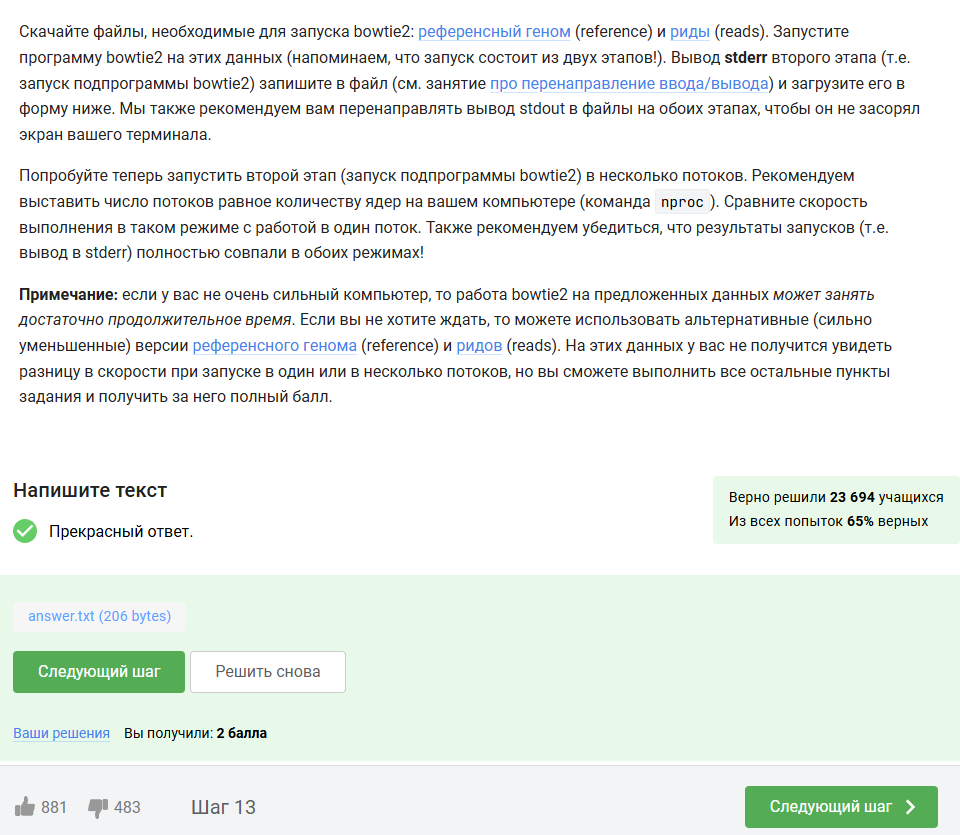 Скачайте файлы, необходимые для запуска bowtie2: референсный геном (reference) и риды (reads). Запустите
программу bowtie2 на этих данных (напоминаем, что запуск состоит из двух этапов!). Вывод stderr второго этапа (т.е.
запуск подпрограммы bowtie2) запишите в файл (см. занятие про перенаправление ввода/вывода) и загрузите его в
форму ниже. Мы также рекомендуем вам перенаправлять вывод stdout в файлы на обоих этапах, чтобы он не засорял
экран вашего терминала.
Попробуйте теперь запустить второй этап (запуск подпрограммы bowtie2) в несколько потоков. Рекомендуем
выставить число потоков равное количеству ядер на вашем компьютере (команда nproc). Сравните скорость
выполнения в таком режиме с работой в один поток. Также рекомендуем убедиться, что результаты запусков (т.е.
вывод в stderr) полностью совпали в обоих режимах!
Примечание: если у вас не очень сильный компьютер, то работа bowtie2 на предложенных данных может занять
достаточно продолжительное время. Если вы не хотите ждать, то можете использовать альтернативные (сильно
уменьшенные) версии референсного генома (reference) и ридов (reads). На этих данных у вас не получится увидеть
разницу в скорости при запуске в один или в несколько потоков, но вы сможете выполнить все остальные пункты
задания и получить за него полный балл.
Напишите текст
Верно решили 23 694 учащихся
Из всех попыток 65% верных
Прекрасный ответ.
answer.txt (206 bytes)
Следующий шаг
Решить снова
Ваши решения Вы получили: 2 балла
881 483 Шаг 13 Следующий шаг